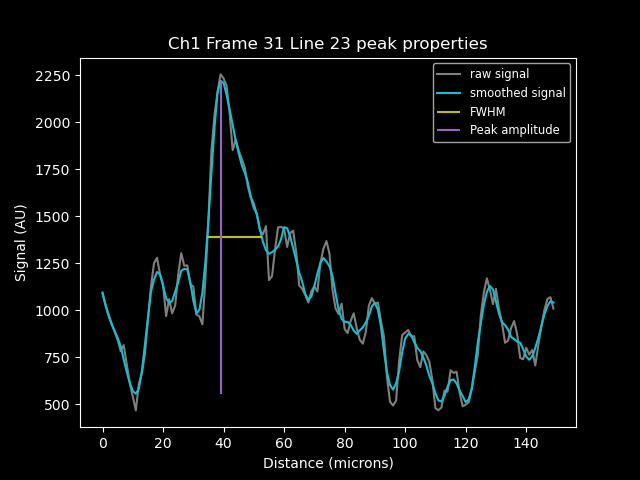 Ch1 Frame 31 Line 23 peak properties
raw signal
smoothed signal
FWHM
Peak amplitude
Signal (AU)
2250
2000
1750
1500
1250
1000
750
500
0 20 40 60 80 100 120 140
Distance (microns)